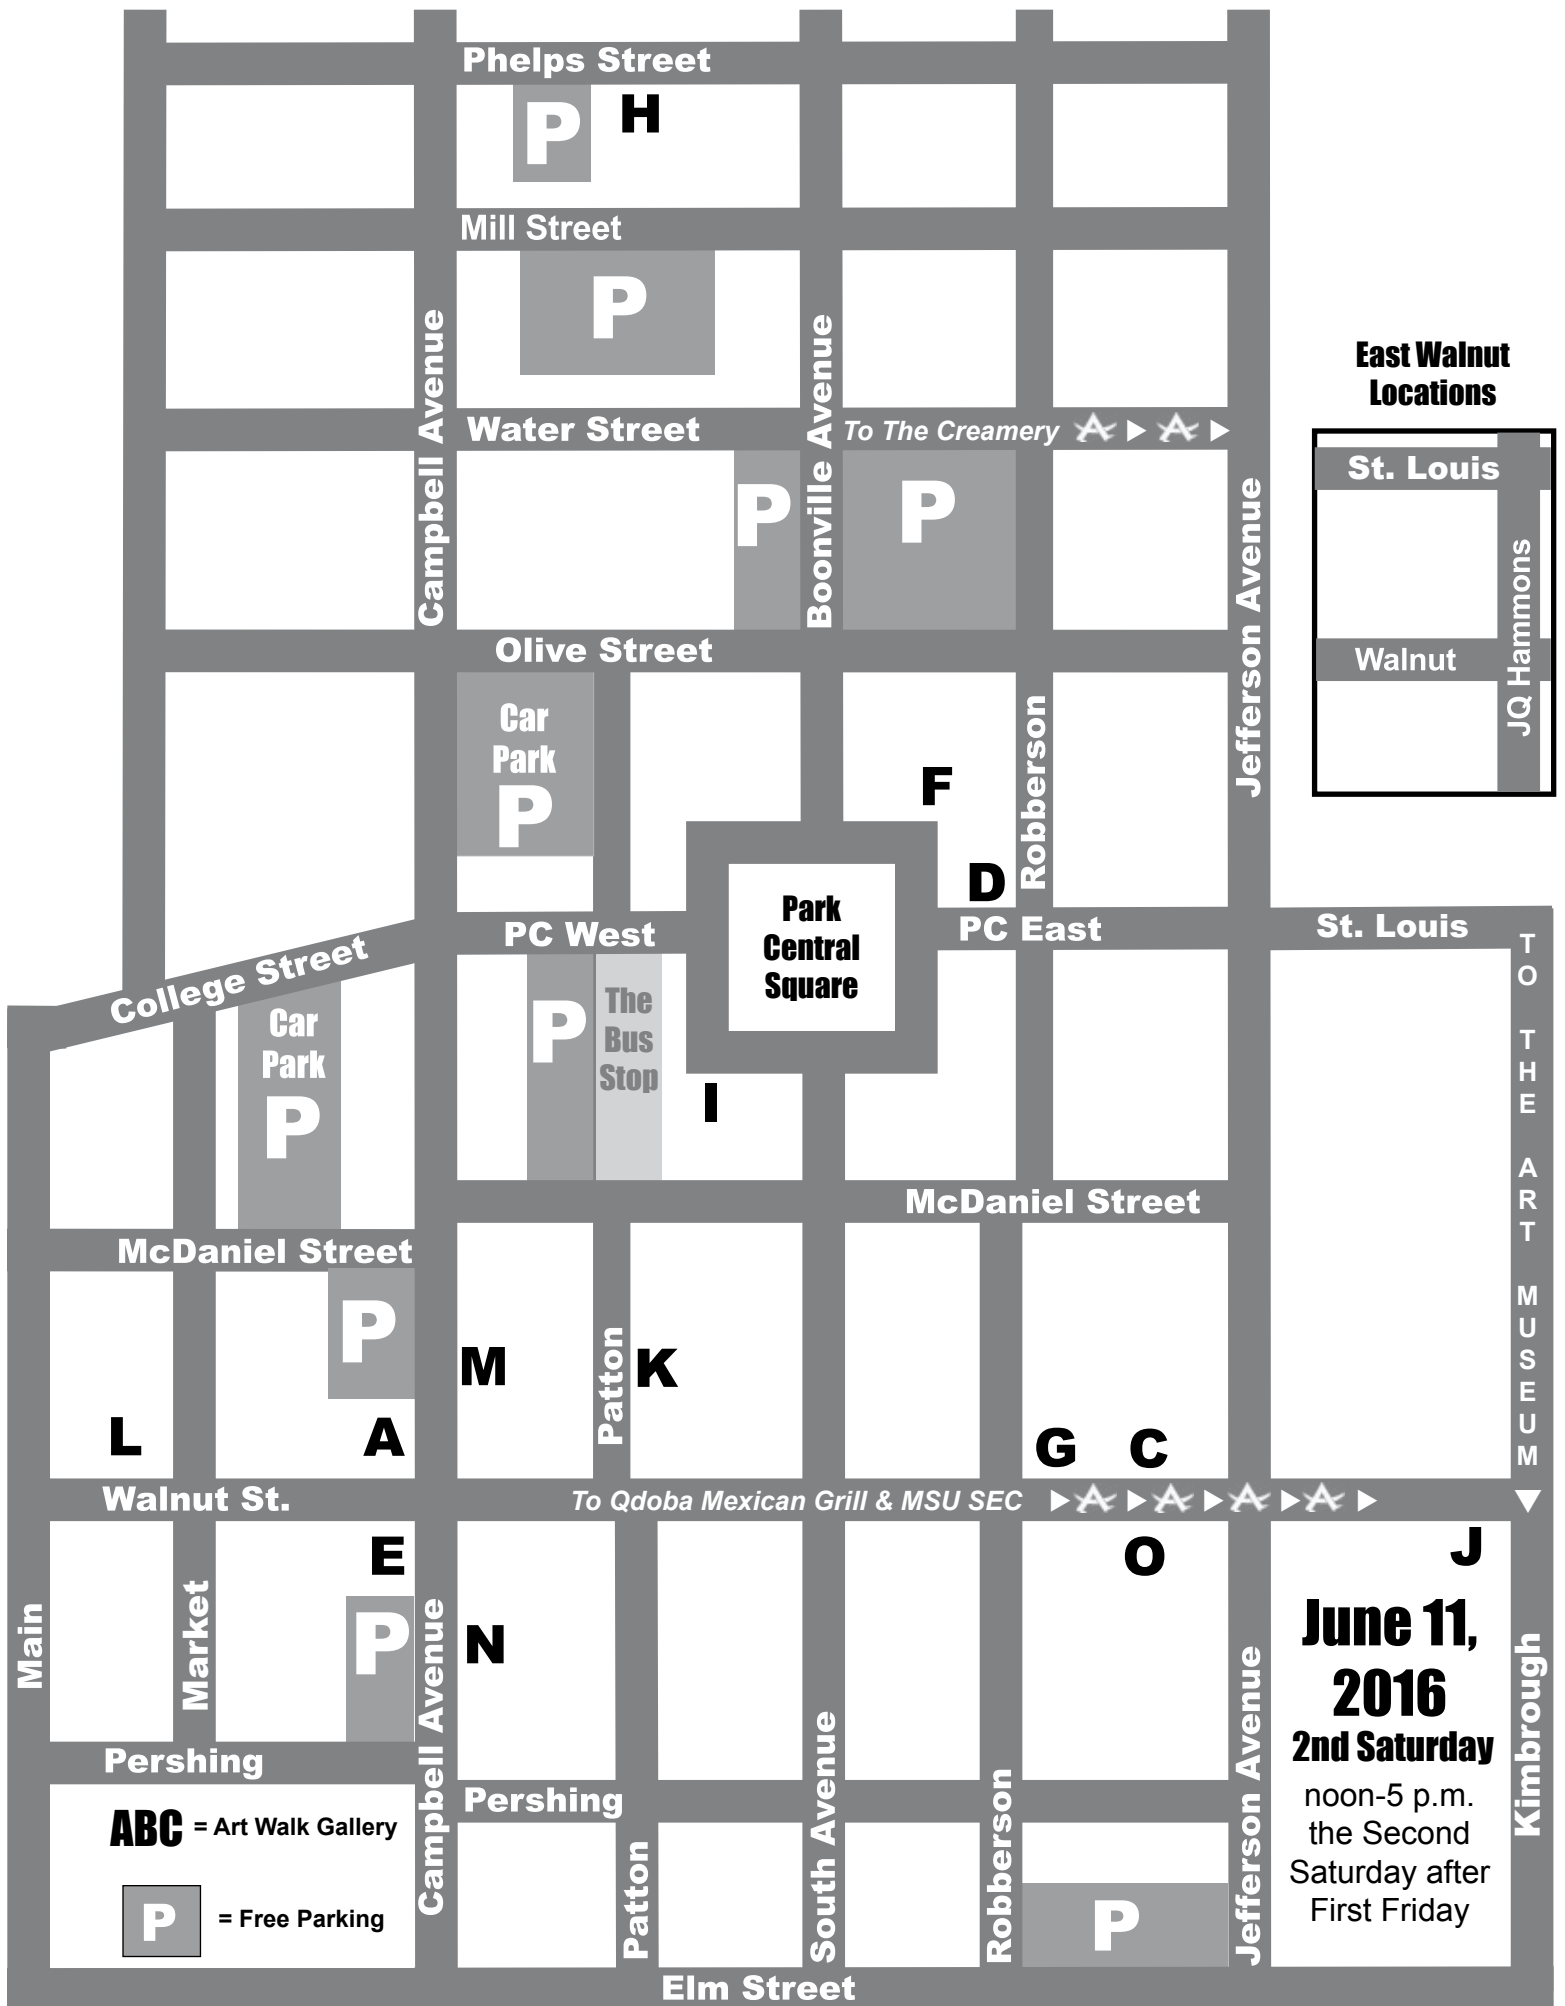 Phelps Street
P
H
Mill Street
P
Campbell Avenue
Boonville Avenue
Water Street
To The Creamery
P
P
Jefferson Avenue
East Walnut
Locations
St. Louis
Walnut
JQ Hammons
Olive Street
Car
Park
P
F
Robberson
D
Park
Central
Square
PC West
PC East
St. Louis
College Street
Car
Park
P
P
The
Bus
Stop
I
TO THE ART MUSEUM
McDaniel Street
McDaniel Street
P
M
Patton
K
L
A
G
C
Walnut St.
To Qdoba Mexican Grill & MSU SEC
E
O
J
P
N
Main
Market
Campbell Avenue
June 11,
2016
2nd Saturday
noon-5 p.m.
the Second
Saturday after
First Friday
Kimbrough
Pershing
Pershing
ABC = Art Walk Gallery
P = Free Parking
Patton
South Avenue
Robberson
P
Jefferson Avenue
Elm Street